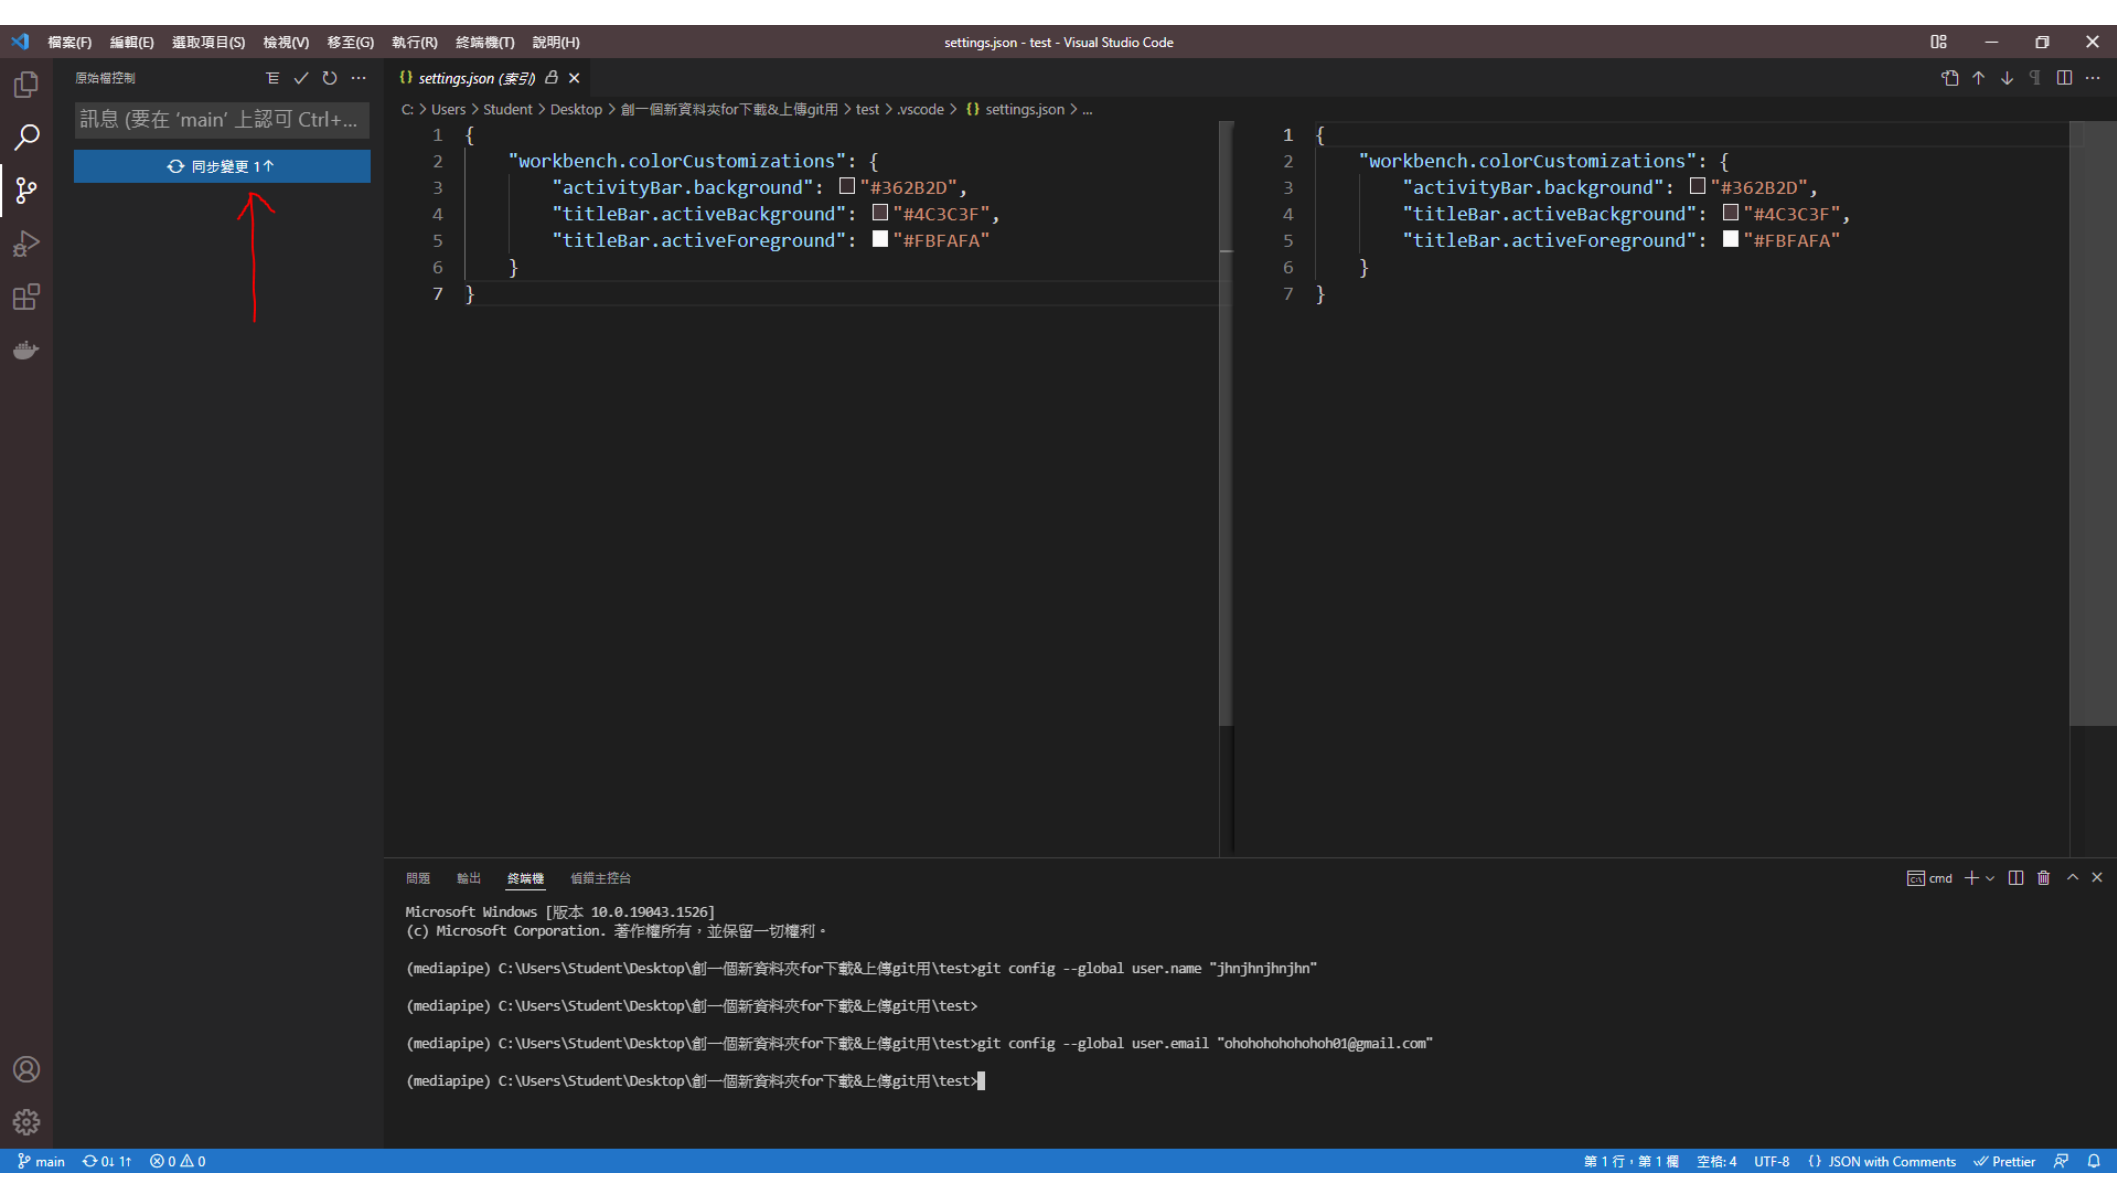 檔案(F) 編輯(E) 選取項目(S) 檢視(V) 移至(G) 執行(R) 終端機(T) 說明(H)
settings.json - test - Visual Studio Code
原始檔控制
訊息 (要在 'main' 上認可 Ctrl+...
同步變更 1↑
{} settings.json (索引)
C: > Users > Student > Desktop > 創一個新資料夾for下載&上傳git用 > test > .vscode > {} settings.json > ...
1 {
2 "workbench.colorCustomizations": {
3 "activityBar.background": "#362B2D",
4 "titleBar.activeBackground": "#4C3C3F",
5 "titleBar.activeForeground": "#FBFAFA"
6 }
7 }
1 {
2 "workbench.colorCustomizations": {
3 "activityBar.background": "#362B2D",
4 "titleBar.activeBackground": "#4C3C3F",
5 "titleBar.activeForeground": "#FBFAFA"
6 }
7 }
問題 輸出 終端機 偵錯主控台
cmd
Microsoft Windows [版本 10.0.19043.1526]
(c) Microsoft Corporation. 著作權所有，並保留一切權利。
(mediapipe) C:\Users\Student\Desktop\創一個新資料夾for下載&上傳git用\test>git config --global user.name "jhnjhnjhnjhn"
(mediapipe) C:\Users\Student\Desktop\創一個新資料夾for下載&上傳git用\test>
(mediapipe) C:\Users\Student\Desktop\創一個新資料夾for下載&上傳git用\test>git config --global user.email "ohohohohohohoh01@gmail.com"
(mediapipe) C:\Users\Student\Desktop\創一個新資料夾for下載&上傳git用\test>
main 0↓ 1↑ 0 0
第 1 行，第 1 欄 空格: 4 UTF-8 {} JSON with Comments Prettier